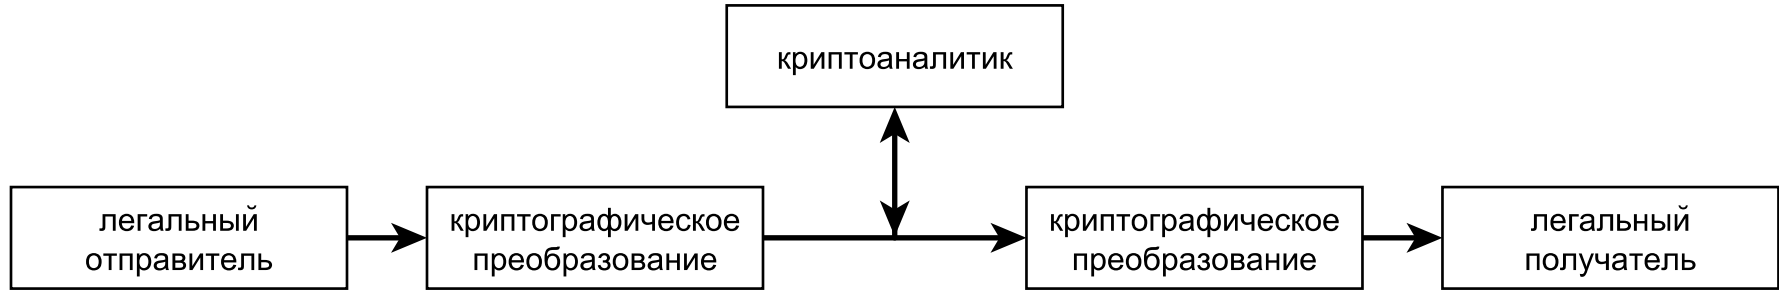 криптоаналитик
легальный
отправитель
криптографическое
преобразование
криптографическое
преобразование
легальный
получатель